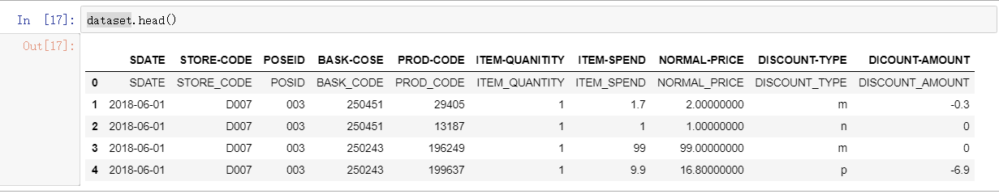 In [17]: dataset.head()
Out[17]:
SDATE STORE-CODE POSEID BASK-COSE PROD-CODE ITEM-QUANITITY ITEM-SPEND NORMAL-PRICE DISCOUNT-TYPE DICOUNT-AMOUNT
0 SDATE STORE_CODE POSID BASK_CODE PROD_CODE ITEM_QUANTITY ITEM_SPEND NORMAL_PRICE DISCOUNT_TYPE DISCOUNT_AMOUNT
1 2018-06-01 D007 003 250451 29405 1 1.7 2.00000000 m -0.3
2 2018-06-01 D007 003 250451 13187 1 1 1.00000000 n 0
3 2018-06-01 D007 003 250243 196249 1 99 99.00000000 m 0
4 2018-06-01 D007 003 250243 199637 1 9.9 16.80000000 p -6.9